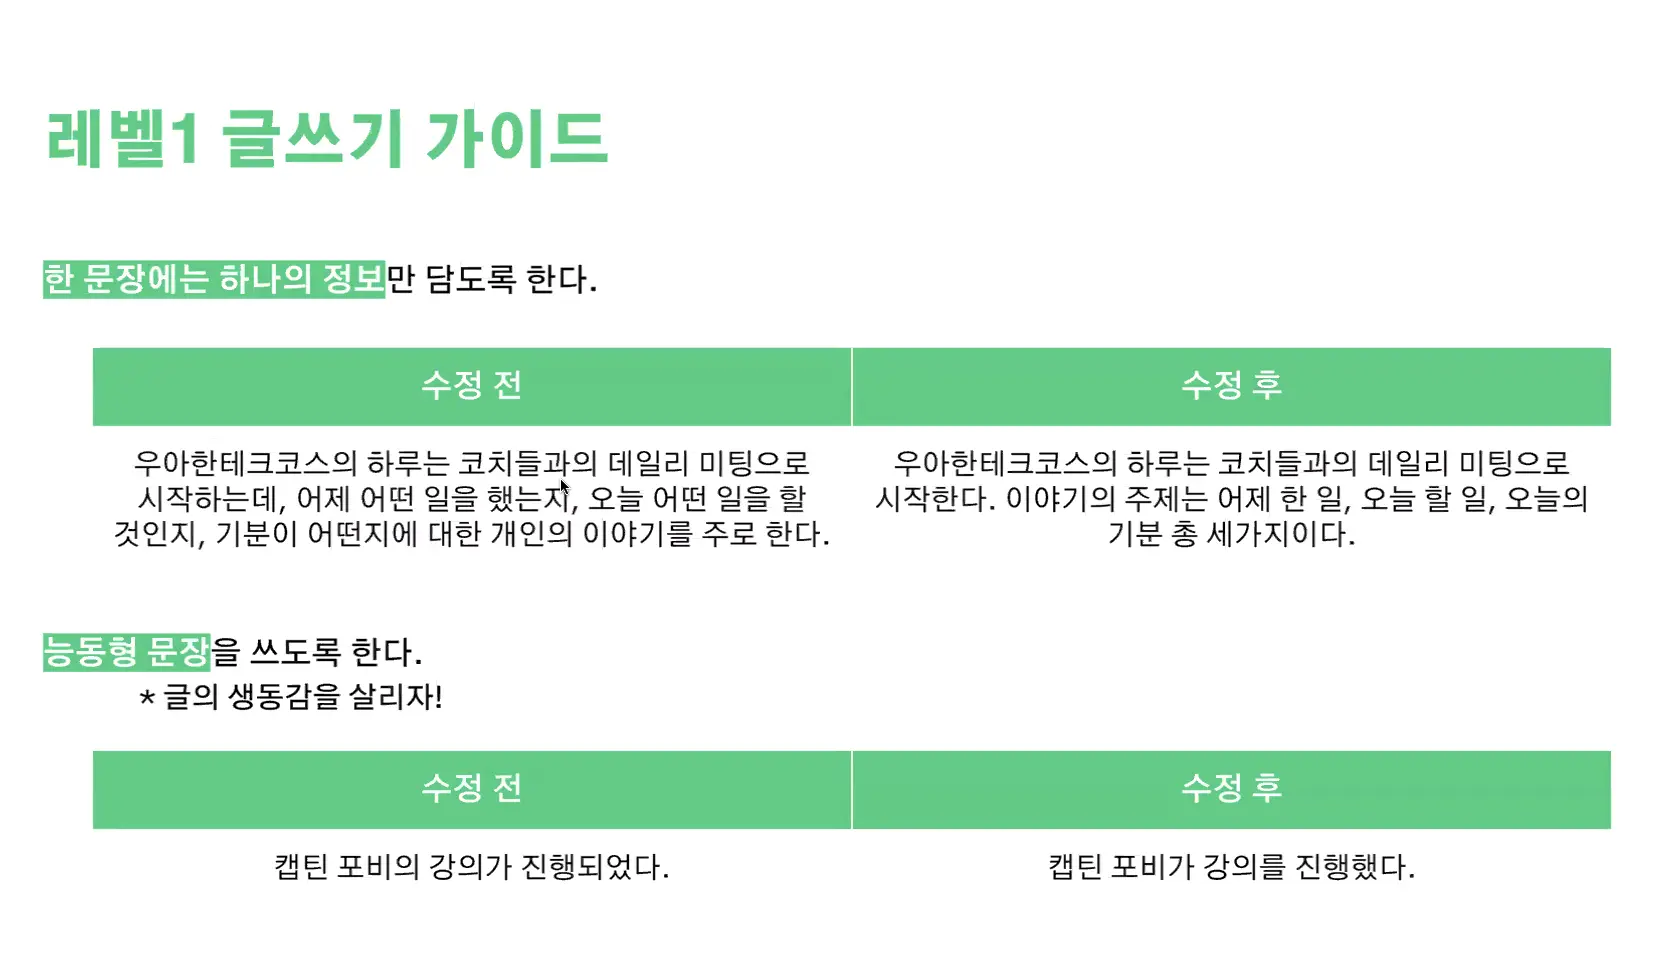 레벨1 글쓰기 가이드
한 문장에는 하나의 정보만 담도록 한다.
수정 전
수정 후
우아한테크코스의 하루는 코치들과의 데일리 미팅으로
시작하는데, 어제 어떤 일을 했는지, 오늘 어떤 일을 할
것인지, 기분이 어떤지에 대한 개인의 이야기를 주로 한다.
우아한테크코스의 하루는 코치들과의 데일리 미팅으로
시작한다. 이야기의 주제는 어제 한 일, 오늘 할 일, 오늘의
기분 총 세가지이다.
능동형 문장을 쓰도록 한다.
* 글의 생동감을 살리자!
수정 전
수정 후
캡틴 포비의 강의가 진행되었다.
캡틴 포비가 강의를 진행했다.